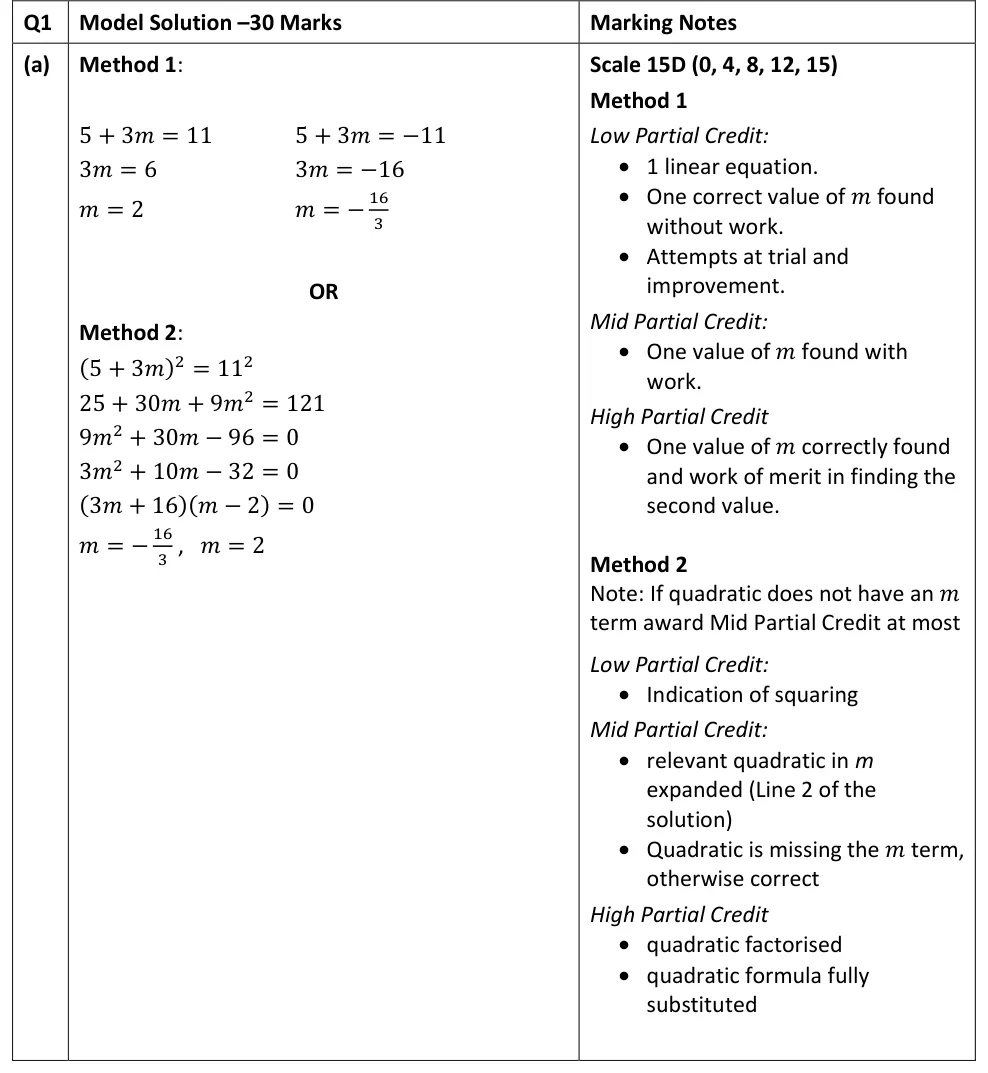 Q1 Model Solution –30 Marks Marking Notes
(a) Method 1:
5 + 3𝑚 = 11 5 + 3𝑚 = −11
3𝑚 = 6 3𝑚 = −16
𝑚 = 2 𝑚 = −16/3
OR
Method 2:
(5 + 3𝑚)² = 11²
25 + 30𝑚 + 9𝑚² = 121
9𝑚² + 30𝑚 − 96 = 0
3𝑚² + 10𝑚 − 32 = 0
(3𝑚 + 16)(𝑚 − 2) = 0
𝑚 = −16/3 , 𝑚 = 2
Scale 15D (0, 4, 8, 12, 15)
Method 1
Low Partial Credit:
• 1 linear equation.
• One correct value of 𝑚 found
without work.
• Attempts at trial and
improvement.
Mid Partial Credit:
• One value of 𝑚 found with
work.
High Partial Credit
• One value of 𝑚 correctly found
and work of merit in finding the
second value.
Method 2
Note: If quadratic does not have an 𝑚
term award Mid Partial Credit at most
Low Partial Credit:
• Indication of squaring
Mid Partial Credit:
• relevant quadratic in m
expanded (Line 2 of the
solution)
• Quadratic is missing the 𝑚 term,
otherwise correct
High Partial Credit
• quadratic factorised
• quadratic formula fully
substituted